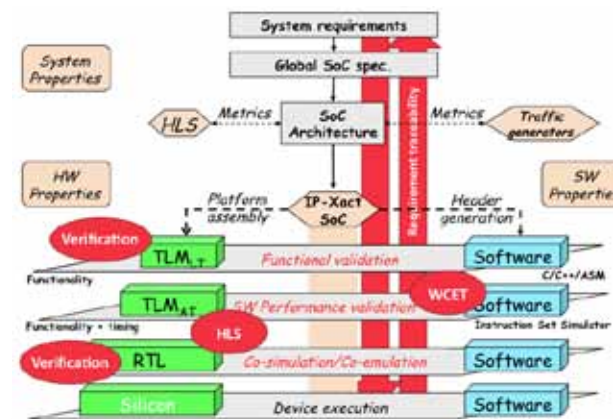 System requirements
System
Properties
Global SoC spec.
HLS
Metrics
SoC
Architecture
Metrics
Traffic
generators
Requirement traceability
HW
Properties
SW
Propertie
Platform
assembly
IP-Xact
SoC
Header
generation
Verification
TLMLT
Functional validation
Software
Functionality
C/C++/ASM
TLMAT
SW Performance validation
WCET
Software
Functionality + timing
Instruction Set Simulator
HLS
Verification
RTL
Co-simulation/Co-emulation
Software
Silicon
Device execution
Software